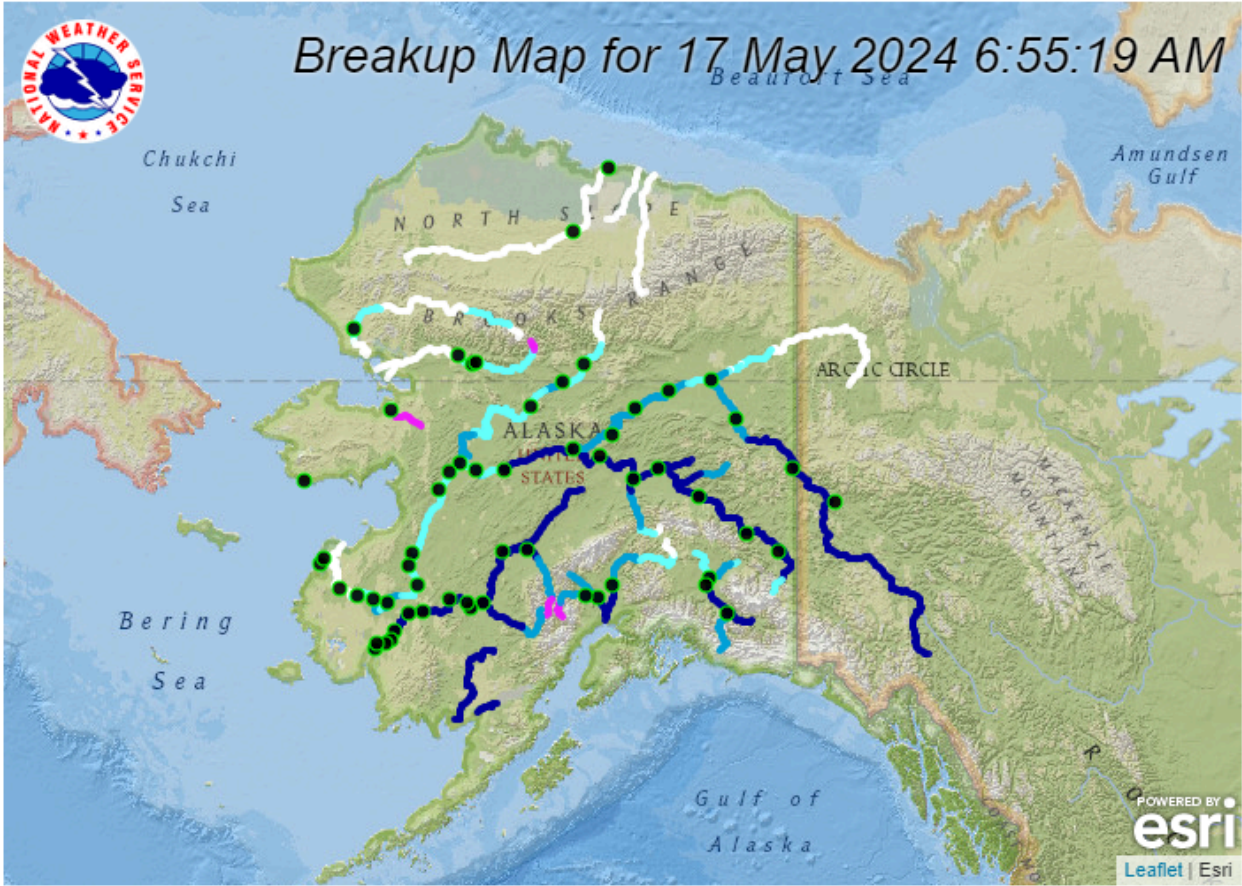 NATIONAL WEATHER SERVICE
Breakup Map for 17 May 2024 6:55:19 AM
Beaufort Sea
Chukchi
Sea
Amundsen
Gulf
NORTH SLOPE
BROOKS RANGE
ARCTIC CIRCLE
ALASKA
UNITED
STATES
MACKENZIE
MOUNTAINS
Bering
Sea
Gulf of
Alaska
R O
POWERED BY
esri
Leaflet | Esri